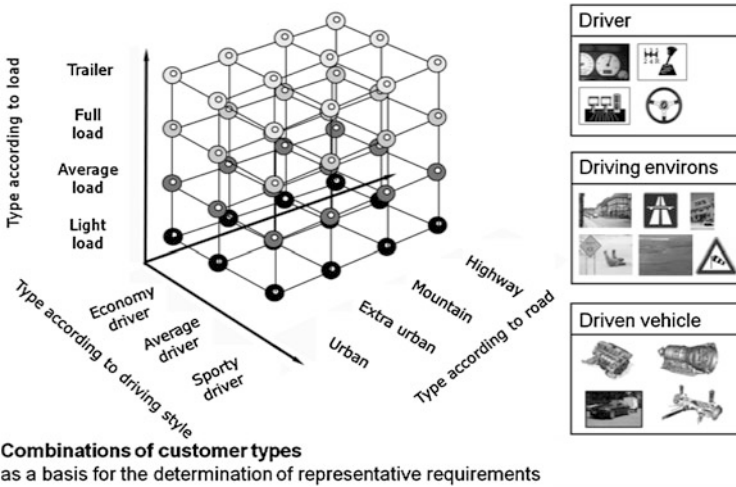 Type according to load
Trailer
Full
load
Average
load
Light
load
Economy
driver
Average
driver
Sporty
driver
Type according to driving style
Urban
Extra urban
Mountain
Highway
Type according to road
Driver
Driving environs
Driven vehicle
Combinations of customer types
as a basis for the determination of representative requirements